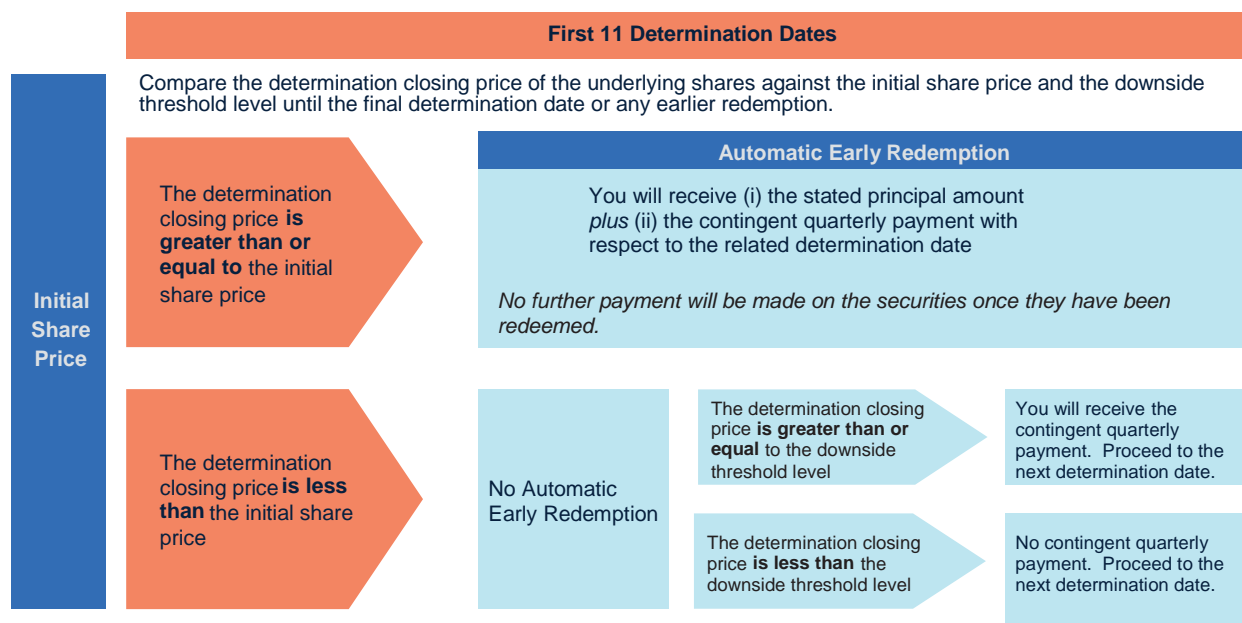 First 11 Determination Dates
Compare the determination closing price of the underlying shares against the initial share price and the downside
threshold level until the final determination date or any earlier redemption.
Initial
Share
Price
The determination
closing price is
greater than or
equal to the initial
share price
Automatic Early Redemption
You will receive (i) the stated principal amount
plus (ii) the contingent quarterly payment with
respect to the related determination date
No further payment will be made on the securities once they have been
redeemed.
The determination
closing price is less
than the initial share
price
No Automatic
Early Redemption
The determination closing
price is greater than or
equal to the downside
threshold level
You will receive the
contingent quarterly
payment. Proceed to the
next determination date.
The determination closing
price is less than the
downside threshold level
No contingent quarterly
payment. Proceed to the
next determination date.